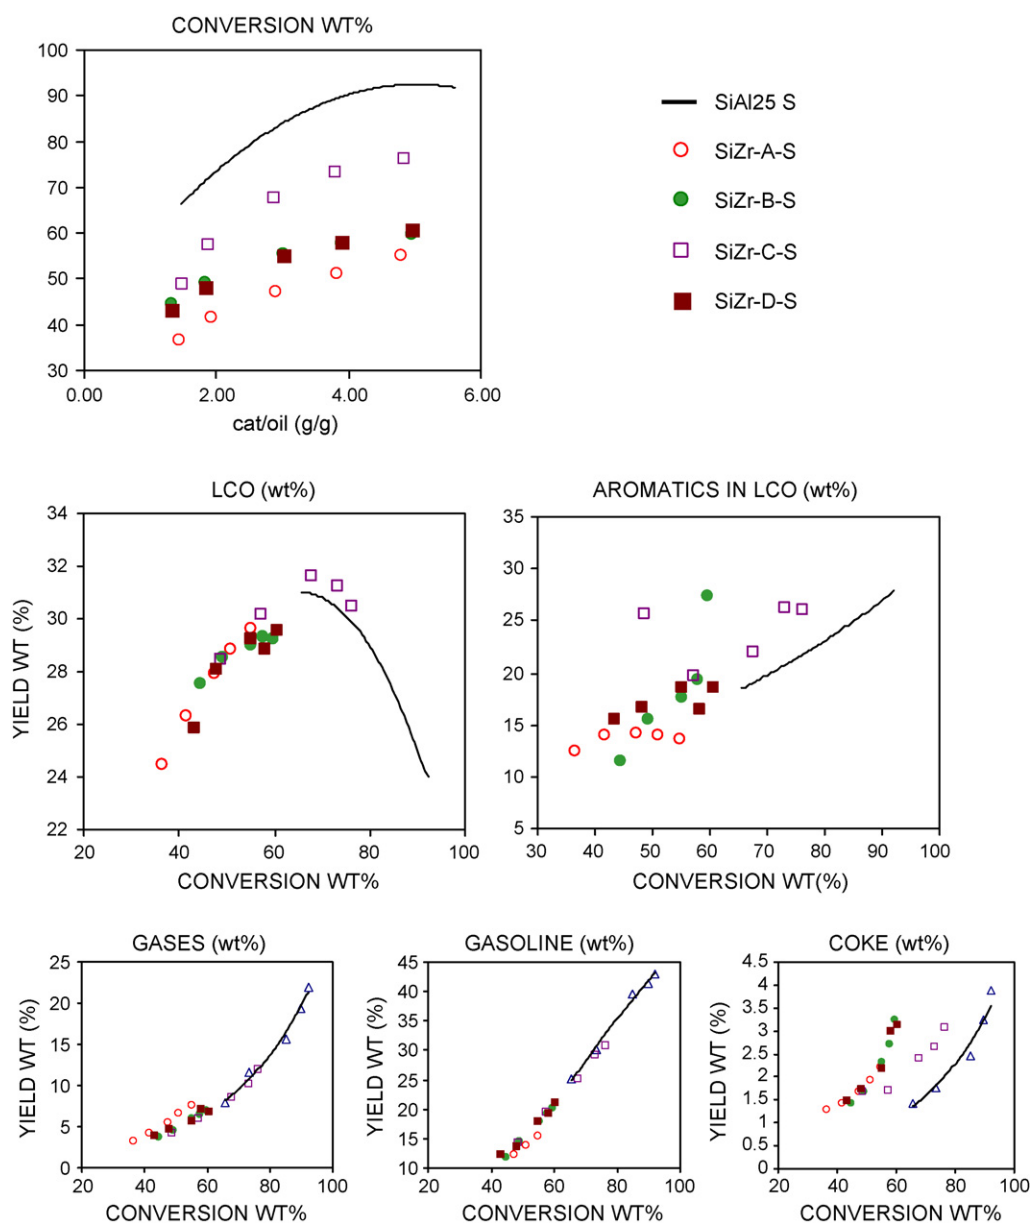 CONVERSION WT%
100
90
80
70
60
50
40
30
0.00 2.00 4.00 6.00
cat/oil (g/g)
SiAl25 S
SiZr-A-S
SiZr-B-S
SiZr-C-S
SiZr-D-S
LCO (wt%)
YIELD WT (%)
34
32
30
28
26
24
22
20 40 60 80 100
CONVERSION WT%
AROMATICS IN LCO (wt%)
35
30
25
20
15
10
5
30 40 50 60 70 80 90 100
CONVERSION WT(%)
GASES (wt%)
YIELD WT (%)
25
20
15
10
5
0
20 40 60 80 100
CONVERSION WT%
GASOLINE (wt%)
YIELD WT (%)
45
40
35
30
25
20
15
10
20 40 60 80 100
CONVERSION WT%
COKE (wt%)
YIELD WT (%)
4.5
4
3.5
3
2.5
2
1.5
1
0.5
0
20 40 60 80 100
CONVERSION WT%